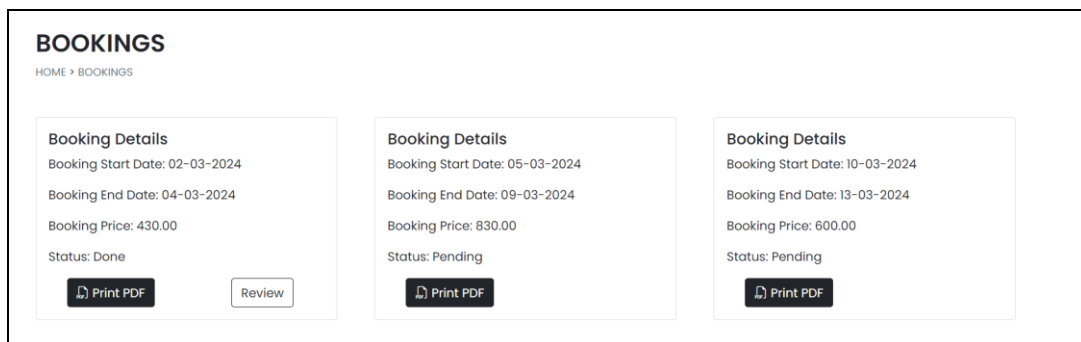 BOOKINGS
HOME > BOOKINGS
Booking Details
Booking Start Date: 02-03-2024
Booking End Date: 04-03-2024
Booking Price: 430.00
Status: Done
Print PDF
Review
Booking Details
Booking Start Date: 05-03-2024
Booking End Date: 09-03-2024
Booking Price: 830.00
Status: Pending
Print PDF
Booking Details
Booking Start Date: 10-03-2024
Booking End Date: 13-03-2024
Booking Price: 600.00
Status: Pending
Print PDF